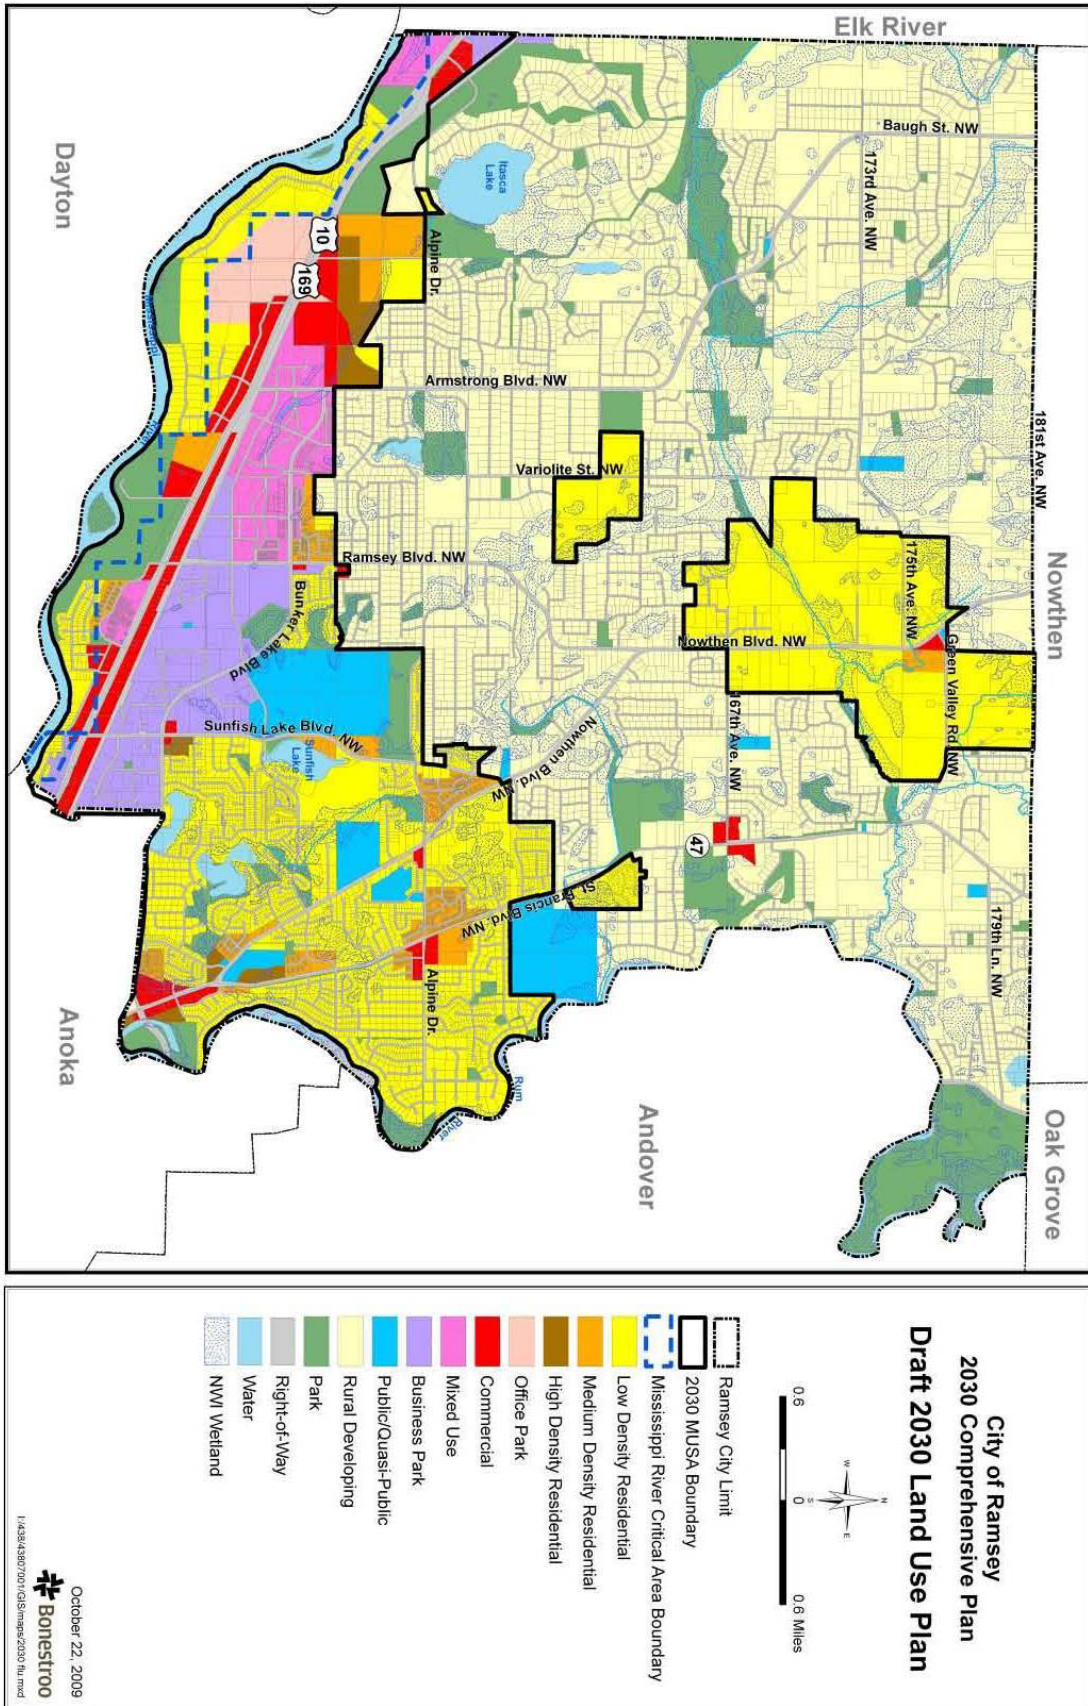 Elk River
Nowthen
Oak Grove
Dayton
Anoka
Andover
Baugh St. NW
173rd Ave. NW
181st Ave. NW
Itasca
Lake
Alpine Dr.
10
169
Armstrong Blvd. NW
Variolite St. NW
Ramsey Blvd. NW
175th Ave. NW
Green Valley Rd NW
Nowthen Blvd. NW
167th Ave. NW
Bunker Lake Blvd
Sunfish Lake Blvd. NW
Sunfish
Lake
Nowthen Blvd. NW
47
St. Francis Blvd. NW
179th Ln. NW
Alpine Dr.
Rum
River
Mississippi
River
City of Ramsey
2030 Comprehensive Plan
Draft 2030 Land Use Plan
N
W
E
S
0.6 0 0.6 Miles
Ramsey City Limit
2030 MUSA Boundary
Mississippi River Critical Area Boundary
Low Density Residential
Medium Density Residential
High Density Residential
Office Park
Commercial
Mixed Use
Business Park
Public/Quasi-Public
Rural Developing
Park
Right-of-Way
Water
NWI Wetland
October 22, 2009
Bonestroo